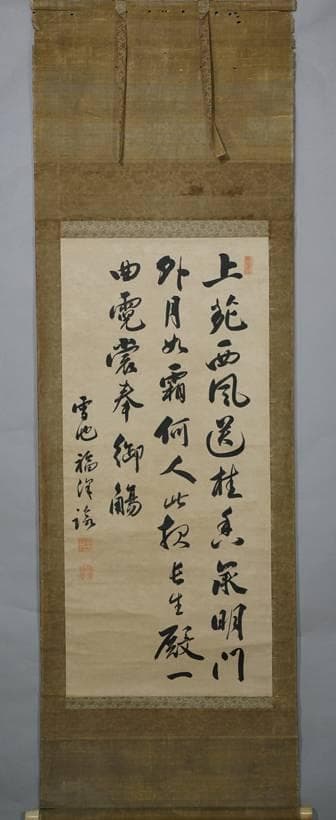 上苑西風送桂香承明門
外月如霜何人此夜長生殿一
曲霓裳奉御觴
雪池 福澤諭